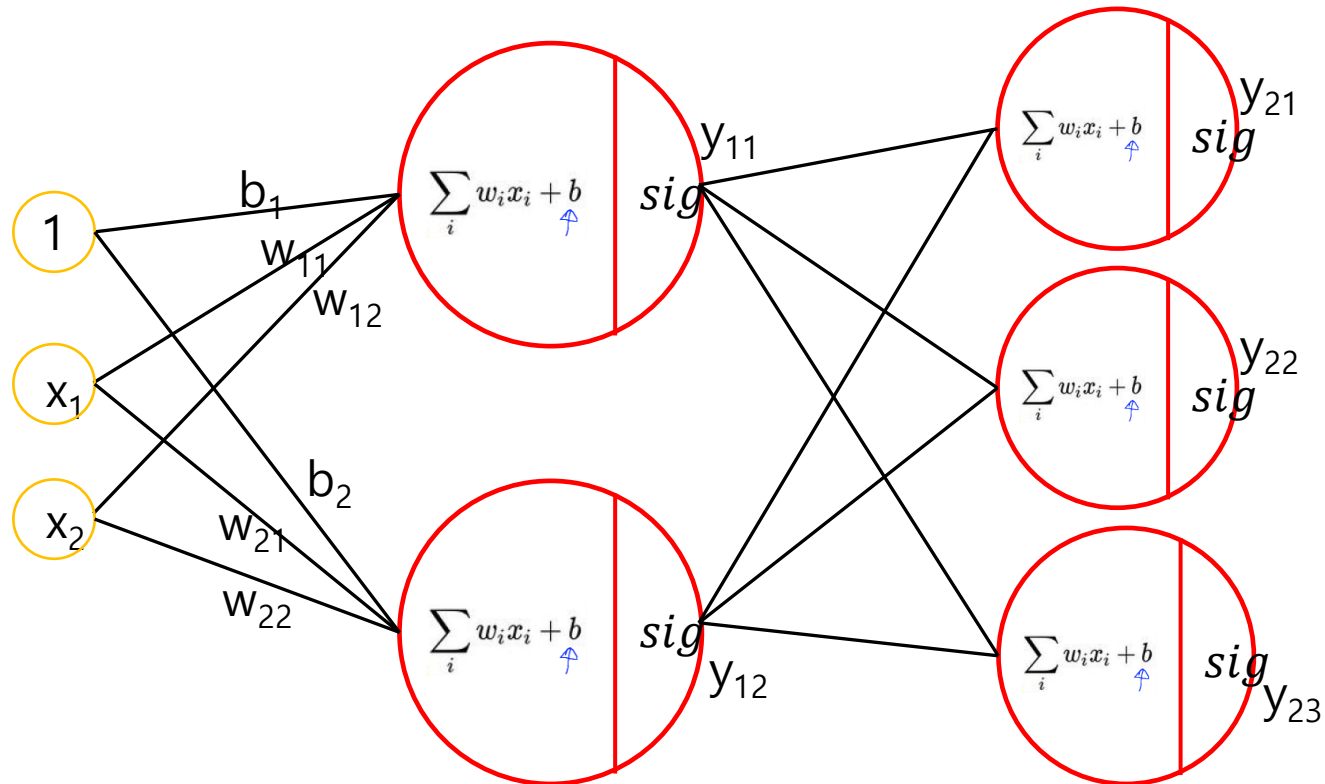 1
x₁
x₂
b₁
w₁₁
w₁₂
b₂
w₂₁
w₂₂
∑ᵢ wᵢxᵢ + b
sig
y₁₁
∑ᵢ wᵢxᵢ + b
sig
y₁₂
∑ᵢ wᵢxᵢ + b
sig
y₂₁
∑ᵢ wᵢxᵢ + b
sig
y₂₂
∑ᵢ wᵢxᵢ + b
sig
y₂₃